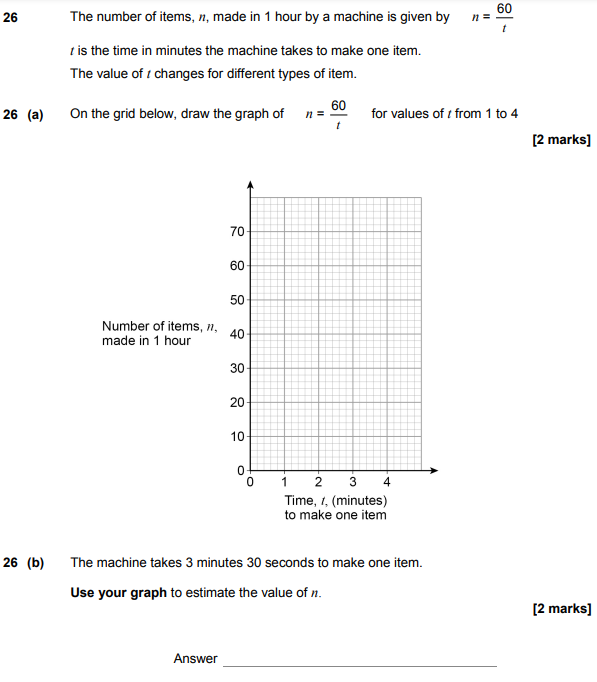 26 The number of items, n, made in 1 hour by a machine is given by n = 60/t
t is the time in minutes the machine takes to make one item.
The value of t changes for different types of item.
26 (a) On the grid below, draw the graph of n = 60/t for values of t from 1 to 4
[2 marks]
70
60
50
Number of items, n, 40
made in 1 hour
30
20
10
0
0 1 2 3 4
Time, t, (minutes)
to make one item
26 (b) The machine takes 3 minutes 30 seconds to make one item.
Use your graph to estimate the value of n.
[2 marks]
Answer